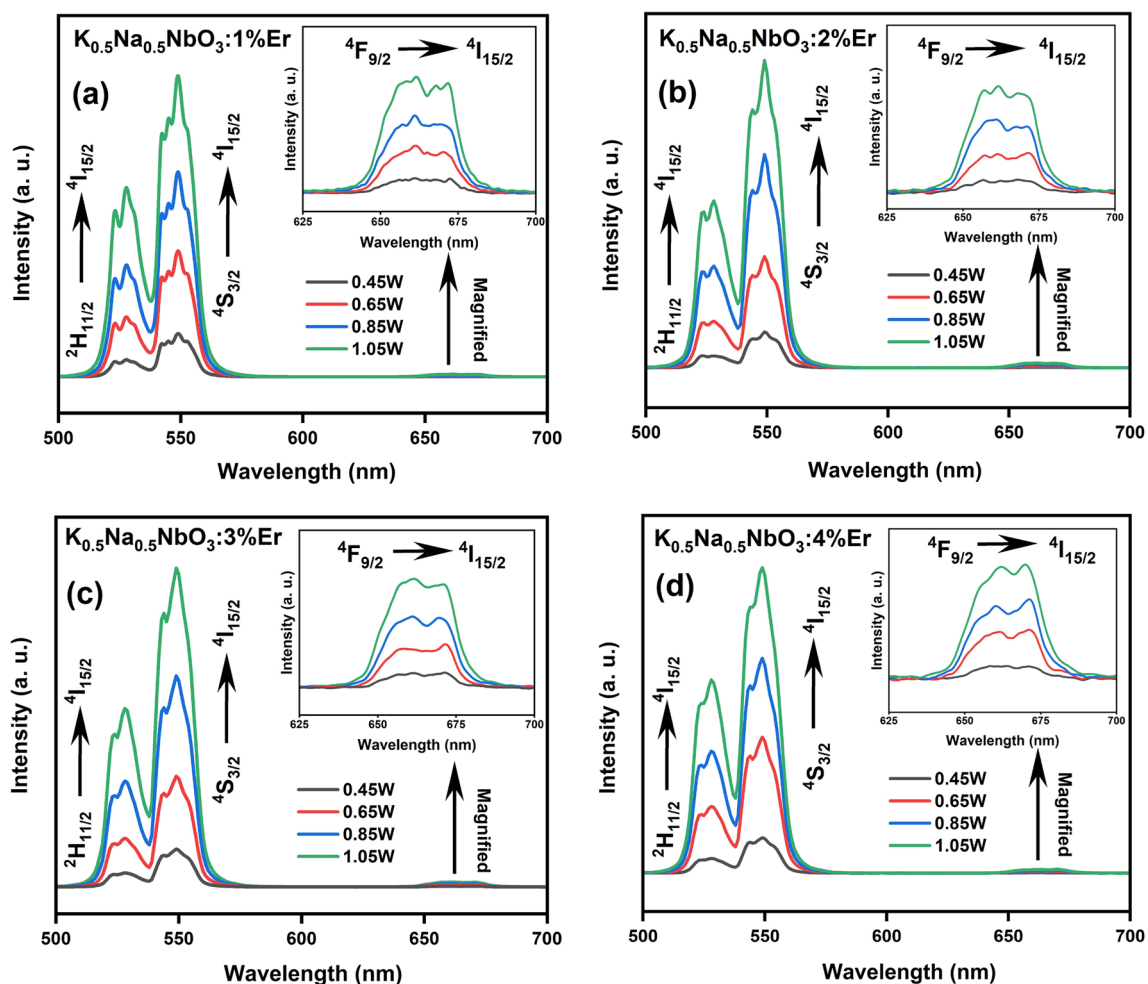 K0.5Na0.5NbO3:1%Er
(a)
4F9/2 4I15/2
Intensity (a. u.)
625 650 675 700
Wavelength (nm)
4I15/2
2H11/2
4I15/2
4S3/2
0.45W
0.65W
0.85W
1.05W
Magnified
Intensity (a. u.)
500 550 600 650 700
Wavelength (nm)
K0.5Na0.5NbO3:2%Er
(b)
4F9/2 4I15/2
Intensity (a. u.)
625 650 675 700
Wavelength (nm)
4I15/2
2H11/2
4I15/2
4S3/2
0.45W
0.65W
0.85W
1.05W
Magnified
Intensity (a. u.)
500 550 600 650 700
Wavelength (nm)
K0.5Na0.5NbO3:3%Er
(c)
4F9/2 4I15/2
Intensity (a. u.)
625 650 675 700
Wavelength (nm)
4I15/2
2H11/2
4I15/2
4S3/2
0.45W
0.65W
0.85W
1.05W
Magnified
Intensity (a. u.)
500 550 600 650 700
Wavelength (nm)
K0.5Na0.5NbO3:4%Er
(d)
4F9/2 4I15/2
Intensity (a. u.)
625 650 675 700
Wavelength (nm)
4I15/2
2H11/2
4I15/2
4S3/2
0.45W
0.65W
0.85W
1.05W
Magnified
Intensity (a. u.)
500 550 600 650 700
Wavelength (nm)